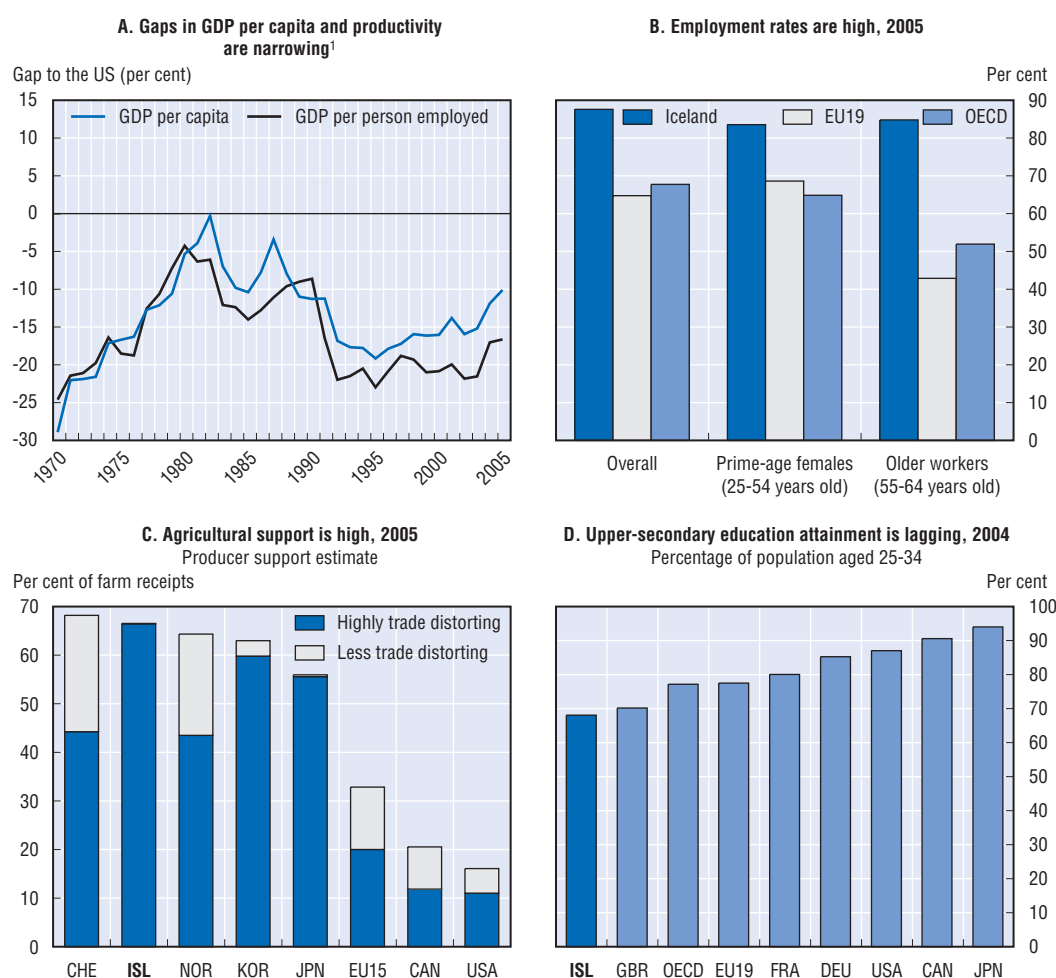 A. Gaps in GDP per capita and productivity
are narrowing1
Gap to the US (per cent)
15
10
5
0
-5
-10
-15
-20
-25
-30
GDP per capita
GDP per person employed
1970
1975
1980
1985
1990
1995
2000
2005
B. Employment rates are high, 2005
Per cent
90
80
70
60
50
40
30
20
10
0
Iceland
EU19
OECD
Overall
Prime-age females
(25-54 years old)
Older workers
(55-64 years old)
C. Agricultural support is high, 2005
Producer support estimate
Per cent of farm receipts
70
60
50
40
30
20
10
0
Highly trade distorting
Less trade distorting
CHE ISL NOR KOR JPN EU15 CAN USA
D. Upper-secondary education attainment is lagging, 2004
Percentage of population aged 25-34
Per cent
100
90
80
70
60
50
40
30
20
10
0
ISL GBR OECD EU19 FRA DEU USA CAN JPN